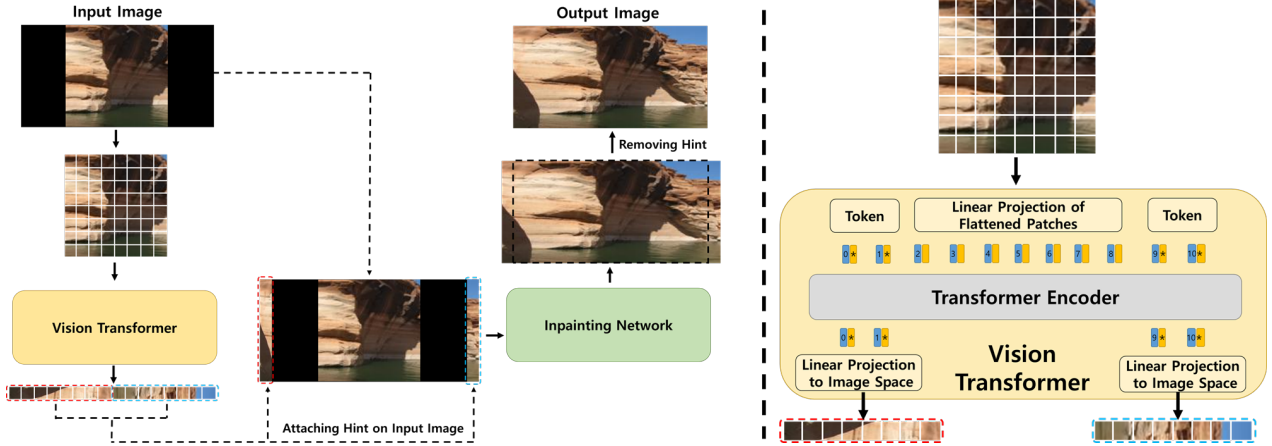 Input Image
Output Image
Removing Hint
Vision Transformer
Inpainting Network
Attaching Hint on Input Image
Token
Linear Projection of
Flattened Patches
Token
0 * 1 * 2 3 4 5 6 7 8 9 * 10 *
Transformer Encoder
0 * 1 * 9 * 10 *
Linear Projection
to Image Space
Vision
Transformer
Linear Projection
to Image Space